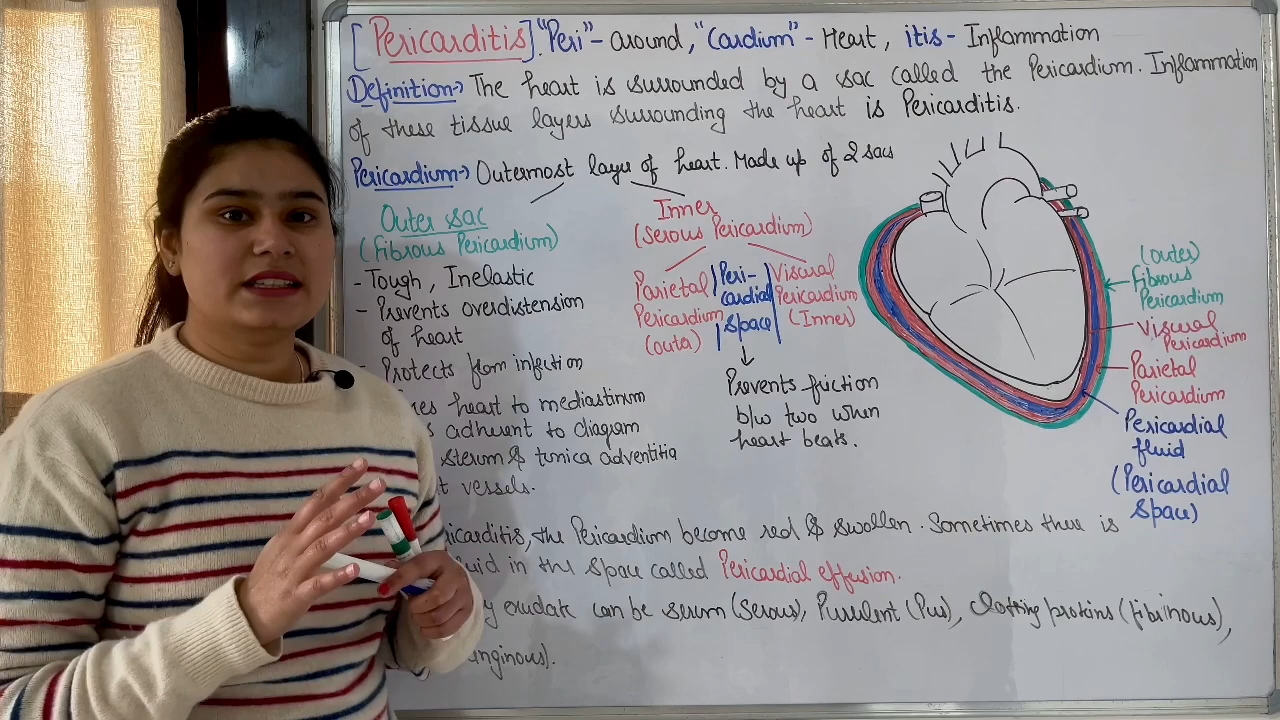 [Pericarditis] "Peri" - around, "Cardium" - Heart, itis - Inflammation
Definition → The heart is surrounded by a sac called the Pericardium. Inflammation
of these tissue layers surrounding the heart is Pericarditis.
Pericardium → Outermost layer of heart. Made up of 2 sacs
Outer sac
(Fibrous Pericardium)
- Tough, Inelastic
- Prevents overdistension
of heart
Protects from infection
heart to mediastinum
adherent to diagram
sterum & tunica adventitia
vessels.
Inner
(Serous Pericardium)
Parietal
Pericardium
(outa)
Peri-
cardial
Space
Viscural
Pericardium
(Inner)
Prevents friction
b/w two when
heart beats.
(outer)
Fibrous
Pericardium
Viscural
Pericardium
Parietal
Pericardium
Pericardial
fluid
(Pericardial
Space)
the Pericardium become red & swollen. Sometimes there is
in the space called Pericardial effusion.
exudate can be serum (serous), Purulent (Pus), Clotting proteins (fibrinous),